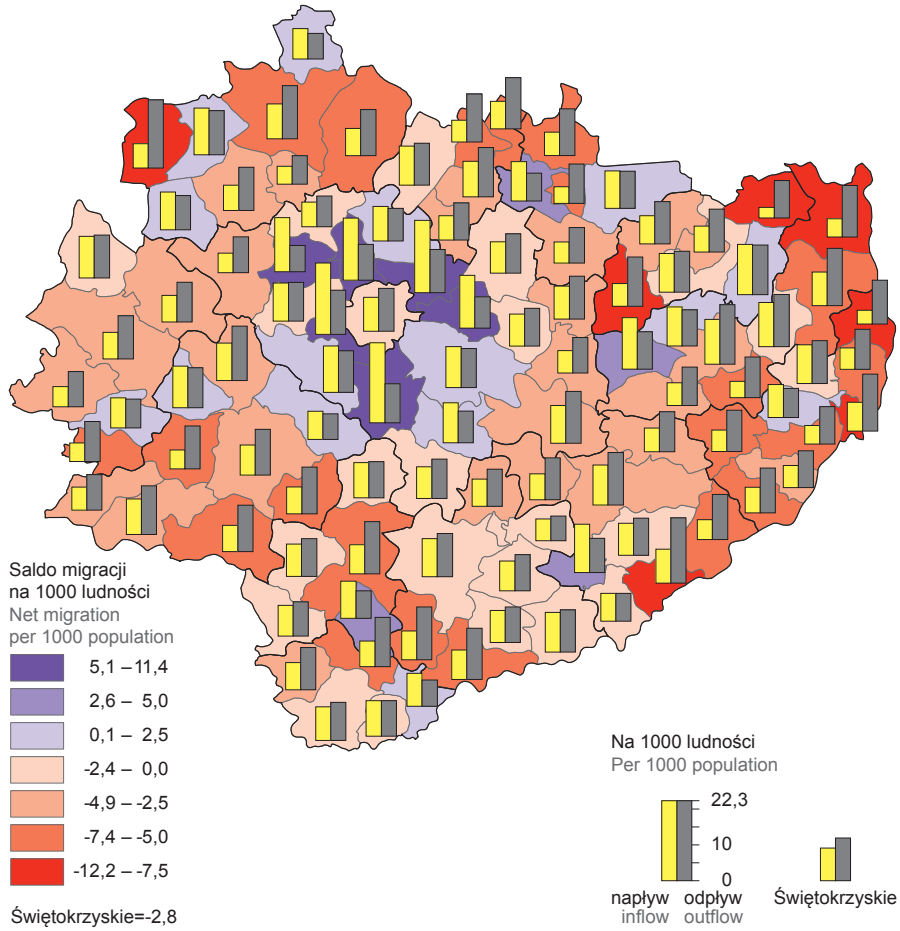 Saldo migracji
na 1000 ludności
Net migration
per 1000 population
5,1 – 11,4
2,6 – 5,0
0,1 – 2,5
-2,4 – 0,0
-4,9 – -2,5
-7,4 – -5,0
-12,2 – -7,5
Świętokrzyskie=-2,8
Na 1000 ludności
Per 1000 population
22,3
10
0
napływ odpływ
inflow outflow
Świętokrzyskie